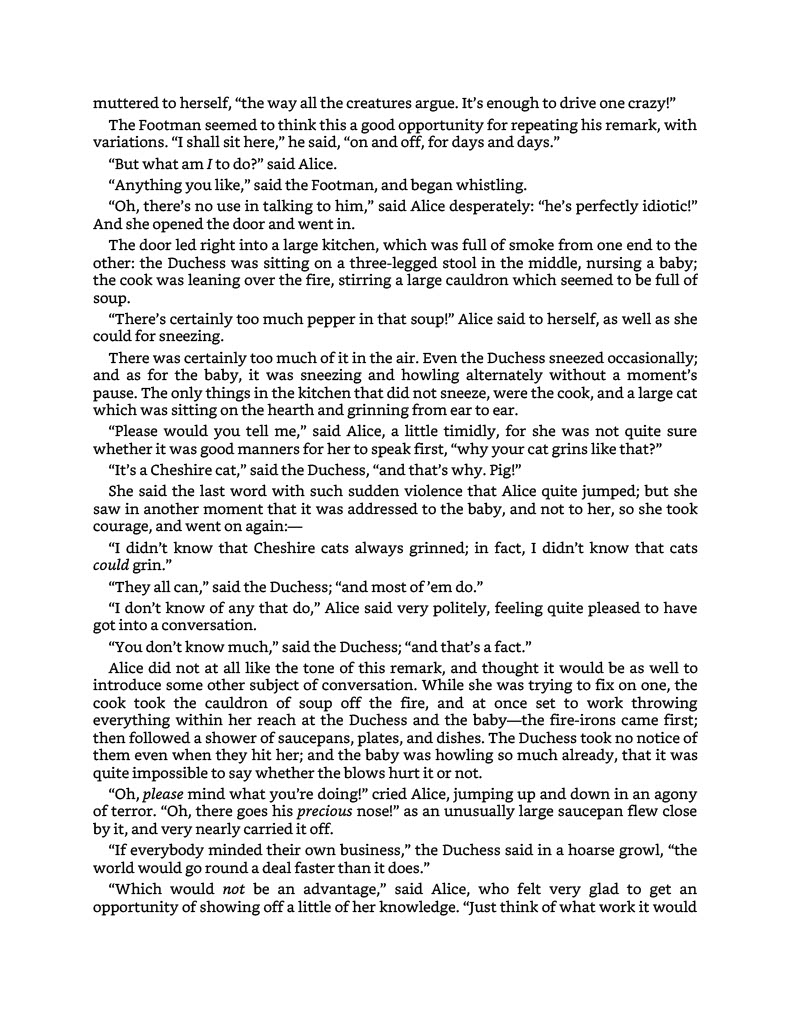 muttered to herself, “the way all the creatures argue. It’s enough to drive one crazy!”
The Footman seemed to think this a good opportunity for repeating his remark, with
variations. “I shall sit here,” he said, “on and off, for days and days.”
“But what am I to do?” said Alice.
“Anything you like,” said the Footman, and began whistling.
“Oh, there’s no use in talking to him,” said Alice desperately: “he’s perfectly idiotic!”
And she opened the door and went in.
The door led right into a large kitchen, which was full of smoke from one end to the
other: the Duchess was sitting on a three-legged stool in the middle, nursing a baby;
the cook was leaning over the fire, stirring a large cauldron which seemed to be full of
soup.
“There’s certainly too much pepper in that soup!” Alice said to herself, as well as she
could for sneezing.
There was certainly too much of it in the air. Even the Duchess sneezed occasionally;
and as for the baby, it was sneezing and howling alternately without a moment’s
pause. The only things in the kitchen that did not sneeze, were the cook, and a large cat
which was sitting on the hearth and grinning from ear to ear.
“Please would you tell me,” said Alice, a little timidly, for she was not quite sure
whether it was good manners for her to speak first, “why your cat grins like that?”
“It’s a Cheshire cat,” said the Duchess, “and that’s why. Pig!”
She said the last word with such sudden violence that Alice quite jumped; but she
saw in another moment that it was addressed to the baby, and not to her, so she took
courage, and went on again:—
“I didn’t know that Cheshire cats always grinned; in fact, I didn’t know that cats
could grin.”
“They all can,” said the Duchess; “and most of ’em do.”
“I don’t know of any that do,” Alice said very politely, feeling quite pleased to have
got into a conversation.
“You don’t know much,” said the Duchess; “and that’s a fact.”
Alice did not at all like the tone of this remark, and thought it would be as well to
introduce some other subject of conversation. While she was trying to fix on one, the
cook took the cauldron of soup off the fire, and at once set to work throwing
everything within her reach at the Duchess and the baby—the fire-irons came first;
then followed a shower of saucepans, plates, and dishes. The Duchess took no notice of
them even when they hit her; and the baby was howling so much already, that it was
quite impossible to say whether the blows hurt it or not.
“Oh, please mind what you’re doing!” cried Alice, jumping up and down in an agony
of terror. “Oh, there goes his precious nose!” as an unusually large saucepan flew close
by it, and very nearly carried it off.
“If everybody minded their own business,” the Duchess said in a hoarse growl, “the
world would go round a deal faster than it does.”
“Which would not be an advantage,” said Alice, who felt very glad to get an
opportunity of showing off a little of her knowledge. “Just think of what work it would